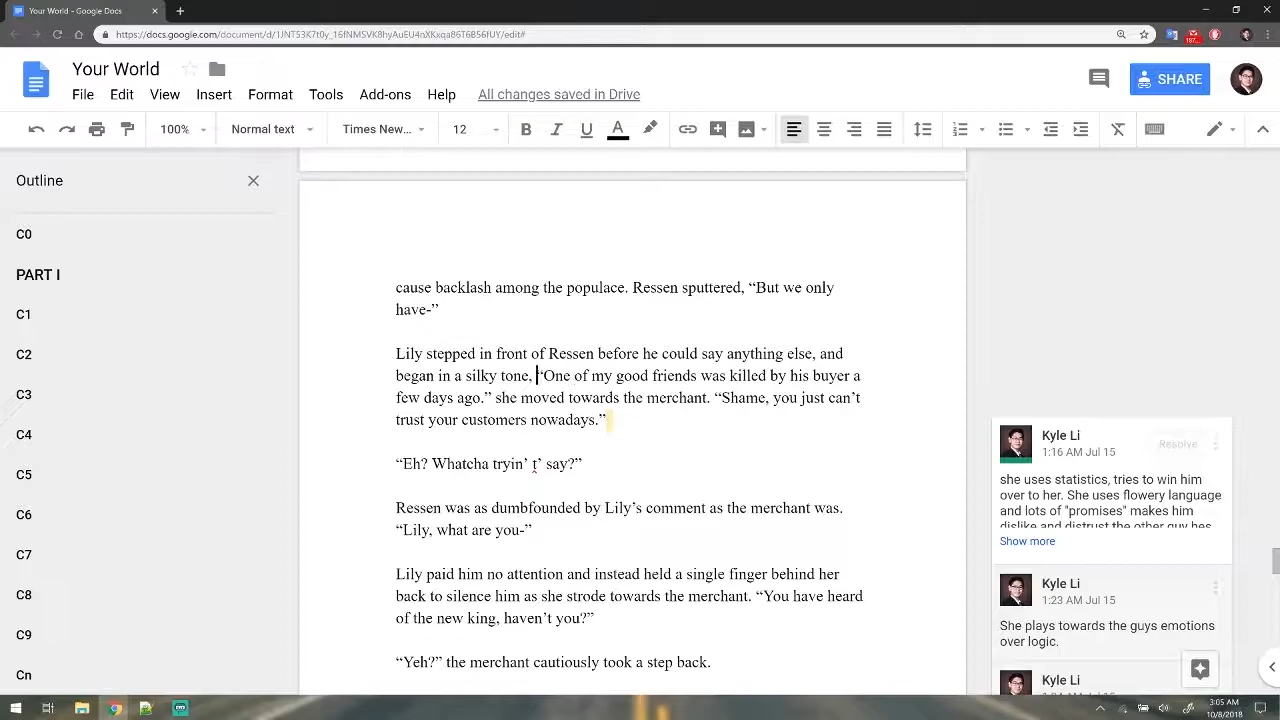 Your World - Google Docs
https://docs.google.com/document/d/1JNT53K7t0y_16fNMSVK8hyAuEU4nXKxqa86T6B56fUY/edit#
187...
Your World
File Edit View Insert Format Tools Add-ons Help All changes saved in Drive
SHARE
100% Normal text Times New... 12 B I U A
Outline
C0
PART I
C1
C2
C3
C4
C5
C6
C7
C8
C9
Cn
cause backlash among the populace. Ressen sputtered, “But we only
have-”
Lily stepped in front of Ressen before he could say anything else, and
began in a silky tone, “One of my good friends was killed by his buyer a
few days ago.” she moved towards the merchant. “Shame, you just can’t
trust your customers nowadays.”
“Eh? Whatcha tryin’ t’ say?”
Ressen was as dumbfounded by Lily’s comment as the merchant was.
“Lily, what are you-”
Lily paid him no attention and instead held a single finger behind her
back to silence him as she strode towards the merchant. “You have heard
of the new king, haven’t you?”
“Yeh?” the merchant cautiously took a step back.
Kyle Li
1:16 AM Jul 15
Resolve
she uses statistics, tries to win him
over to her. She uses flowery language
and lots of "promises" makes him
dislike and distrust the other guy hes
Show more
Kyle Li
1:23 AM Jul 15
She plays towards the guys emotions
over logic.
Kyle Li
3:05 AM
10/8/2018